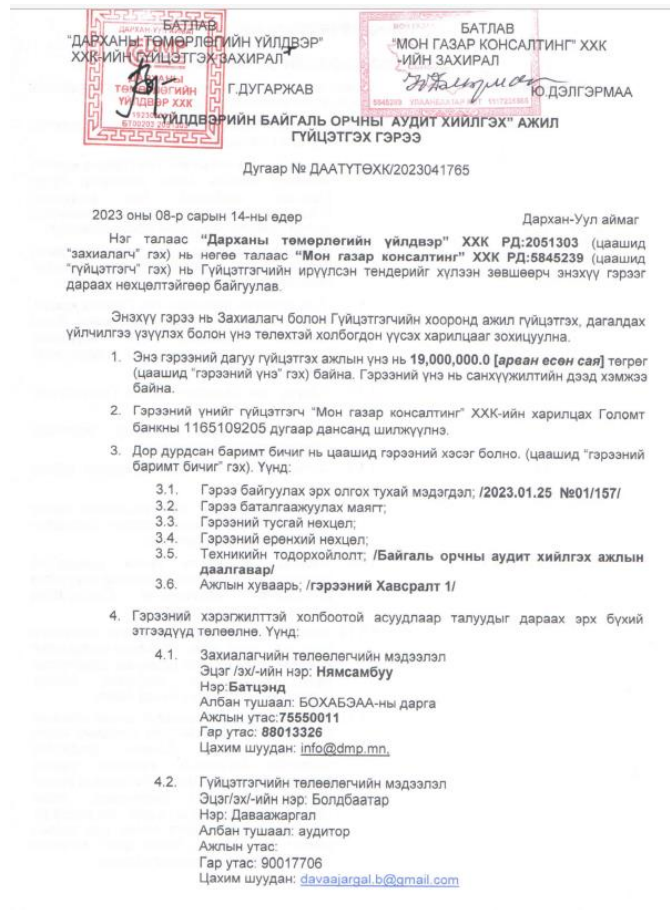 БАТЛАВ
"ДАРХАНЫ ТӨМӨРЛӨГИЙН ҮЙЛДВЭР"
ХХК-ИЙН ГҮЙЦЭТГЭХ ЗАХИРАЛ
Г.ДУГАРЖАВ
БАТЛАВ
"МОН ГАЗАР КОНСАЛТИНГ" ХХК
-ИЙН ЗАХИРАЛ
Ю.ДЭЛГЭРМАА
"ҮЙЛДВЭРИЙН БАЙГАЛЬ ОРЧНЫ АУДИТ ХИЙЛГЭХ" АЖИЛ
ГҮЙЦЭТГЭХ ГЭРЭЭ
Дугаар № ДААТҮТӨХК/2023041765
2023 оны 08-р сарын 14-ны өдөр Дархан-Уул аймаг
Нэг талаас "Дарханы төмөрлөгийн үйлдвэр" ХХК РД:2051303 (цаашид
"захиалагч" гэх) нь нөгөө талаас "Мон газар консалтинг" ХХК РД:5845239 (цаашид
"гүйцэтгэгч" гэх) нь Гүйцэтгэгчийн ирүүлсэн тендерийг хүлээн зөвшөөрч энэхүү гэрээг
дараах нөхцөлтэйгөөр байгуулав.
Энэхүү гэрээ нь Захиалагч болон Гүйцэтгэгчийн хооронд ажил гүйцэтгэх, дагалдах
үйлчилгээ үзүүлэх болон үнэ төлөхтэй холбогдон үүсэх харилцааг зохицуулна.
1. Энэ гэрээний дагуу гүйцэтгэх ажлын үнэ нь 19,000,000.0 [арван есөн сая] төгрөг
(цаашид "гэрээний үнэ" гэх) байна. Гэрээний үнэ нь санхүүжилтийн дээд хэмжээ
байна.
2. Гэрээний үнийг гүйцэтгэгч "Мон газар консалтинг" ХХК-ийн харилцах Голомт
банкны 1165109205 дугаар дансанд шилжүүлнэ.
3. Дор дурдсан баримт бичиг нь цаашид гэрээний хэсэг болно. (цаашид "гэрээний
баримт бичиг" гэх). Үүнд:
3.1. Гэрээ байгуулах эрх олгох тухай мэдэгдэл; /2023.01.25 №01/157/
3.2. Гэрээ баталгаажуулах маягт;
3.3. Гэрээний тусгай нөхцөл;
3.4. Гэрээний ерөнхий нөхцөл;
3.5. Техникийн тодорхойлолт; /Байгаль орчны аудит хийлгэх ажлын
даалгавар/
3.6. Ажлын хуваарь; /гэрээний Хавсралт 1/
4. Гэрээний хэрэгжилттэй холбоотой асуудлаар талуудыг дараах эрх бүхий
этгээдүүд төлөөлнө. Үүнд:
4.1. Захиалагчийн төлөөлөгчийн мэдээлэл
Эцэг /эх/-ийн нэр: Нямсамбуу
Нэр:Батцэнд
Албан тушаал: БОХАБЭАА-ны дарга
Ажлын утас:75550011
Гар утас: 88013326
Цахим шуудан: info@dmp.mn,
4.2. Гүйцэтгэгчийн төлөөлөгчийн мэдээлэл
Эцэг/эх/-ийн нэр: Болдбаатар
Нэр: Даваажаргал
Албан тушаал: аудитор
Ажлын утас:
Гар утас: 90017706
Цахим шуудан: davaajargal.b@gmail.com